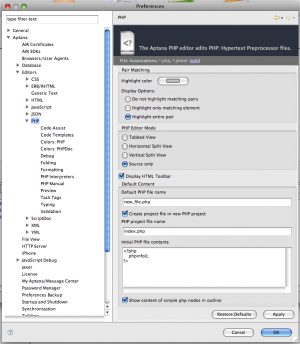 Preferences
type filter text
General
Aptana
AIR Certificates
AIR SDKs
Browsers/User Agents
Database
Editors
CSS
ERB/RHTML
Generic Text
HTML
JavaScript
JSON
PHP
Code Assist
Code Templates
Colors: PHP
Colors: PHPDoc
Debug
Folding
Formatting
PHP Interpreters
PHP Manual
Preview
Task Tags
Typing
Validation
ScriptDoc
XML
YML
File View
HTTP Server
iPhone
JavaScript Debug
Jaxer
License
My Aptana/Message Center
Password Manager
Preferences Backup
Startup and Shutdown
Synchronization
PHP
<?>
The Aptana PHP editor edits PHP: Hypertext Preprocessor files.
File Associations: *.php, *.phtml (edit)
Pair Matching
Highlight color
Display Options:
Do not highlight matching pairs
Highlight only matching element
Highlight entire pair
PHP Editor Mode
Tabbed View
Horizontal Split View
Vertical Split View
Source only
Display HTML Toolbar
Default Content
Default PHP file name
new_file.php
Create project file in new PHP project
PHP project file name
index.php
Initial PHP file contents
<?php
phpinfo();
?>
Show content of simple php nodes in outline
Restore Defaults
Apply
?
Cancel
OK